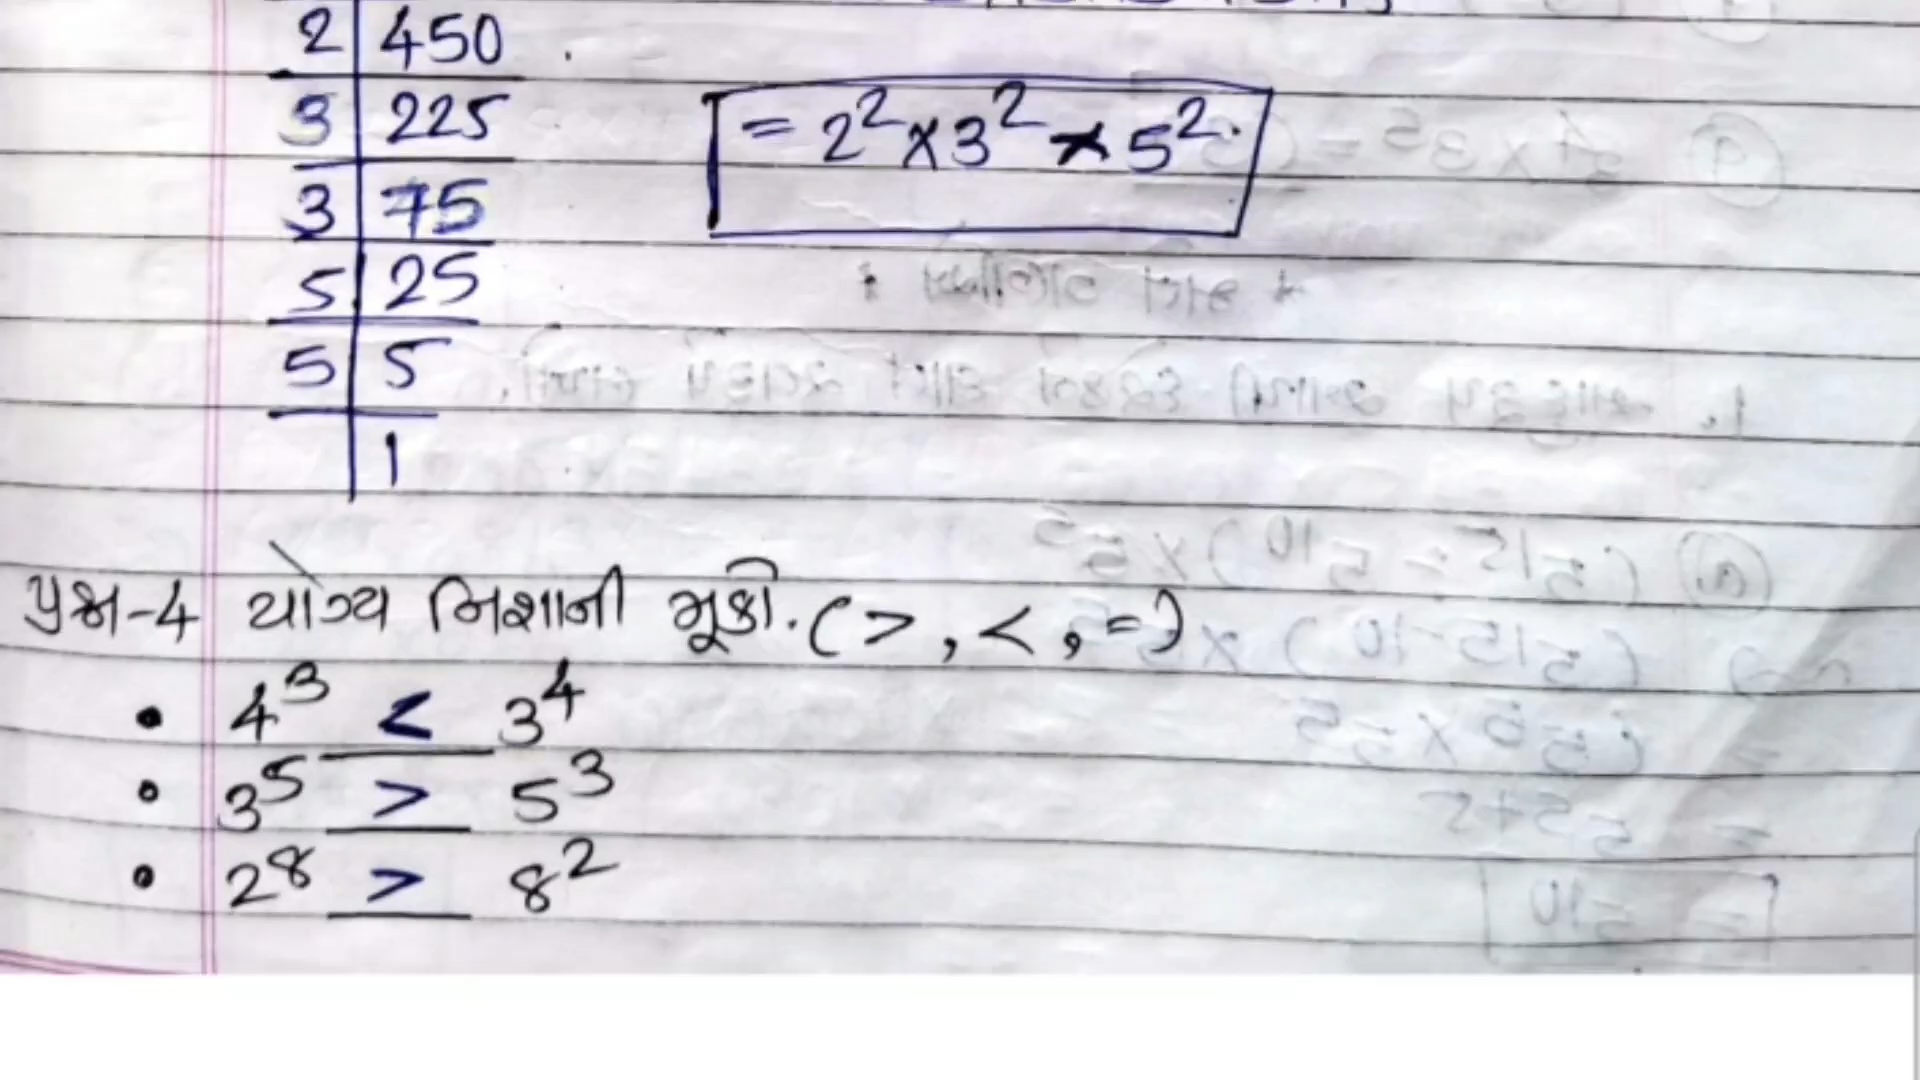 2 | 450
3 | 225
3 | 75
5 | 25
5 | 5
1
= 2² × 3² × 5².
પ્રશ્ન-4 યોગ્ય નિશાની મૂકો. ( > , < , = )
• 4³ < 3⁴
• 3⁵ > 5³
• 2⁸ > 8²